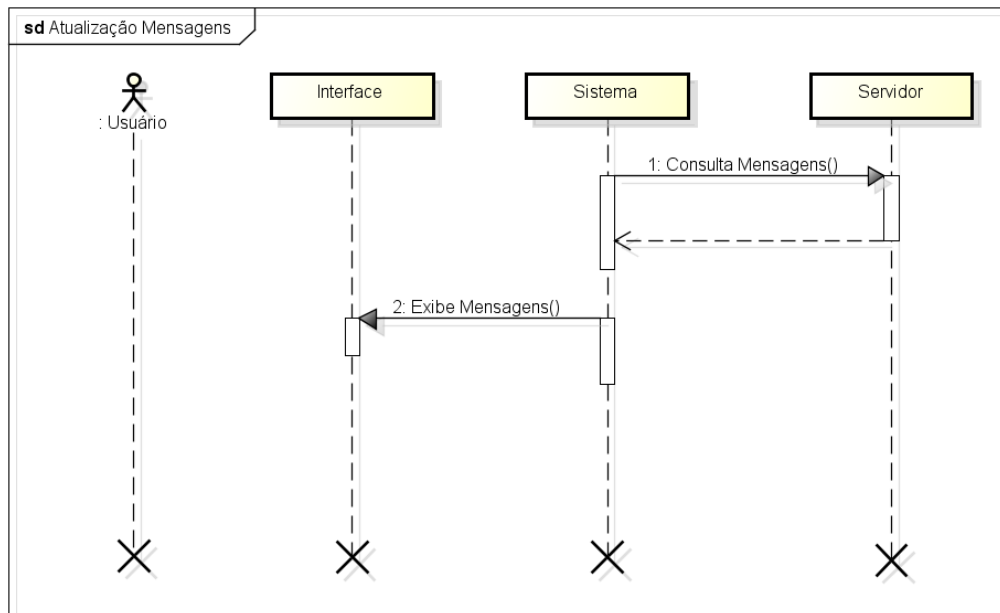 sd Atualização Mensagens
: Usuário
Interface
Sistema
Servidor
1: Consulta Mensagens()
2: Exibe Mensagens()